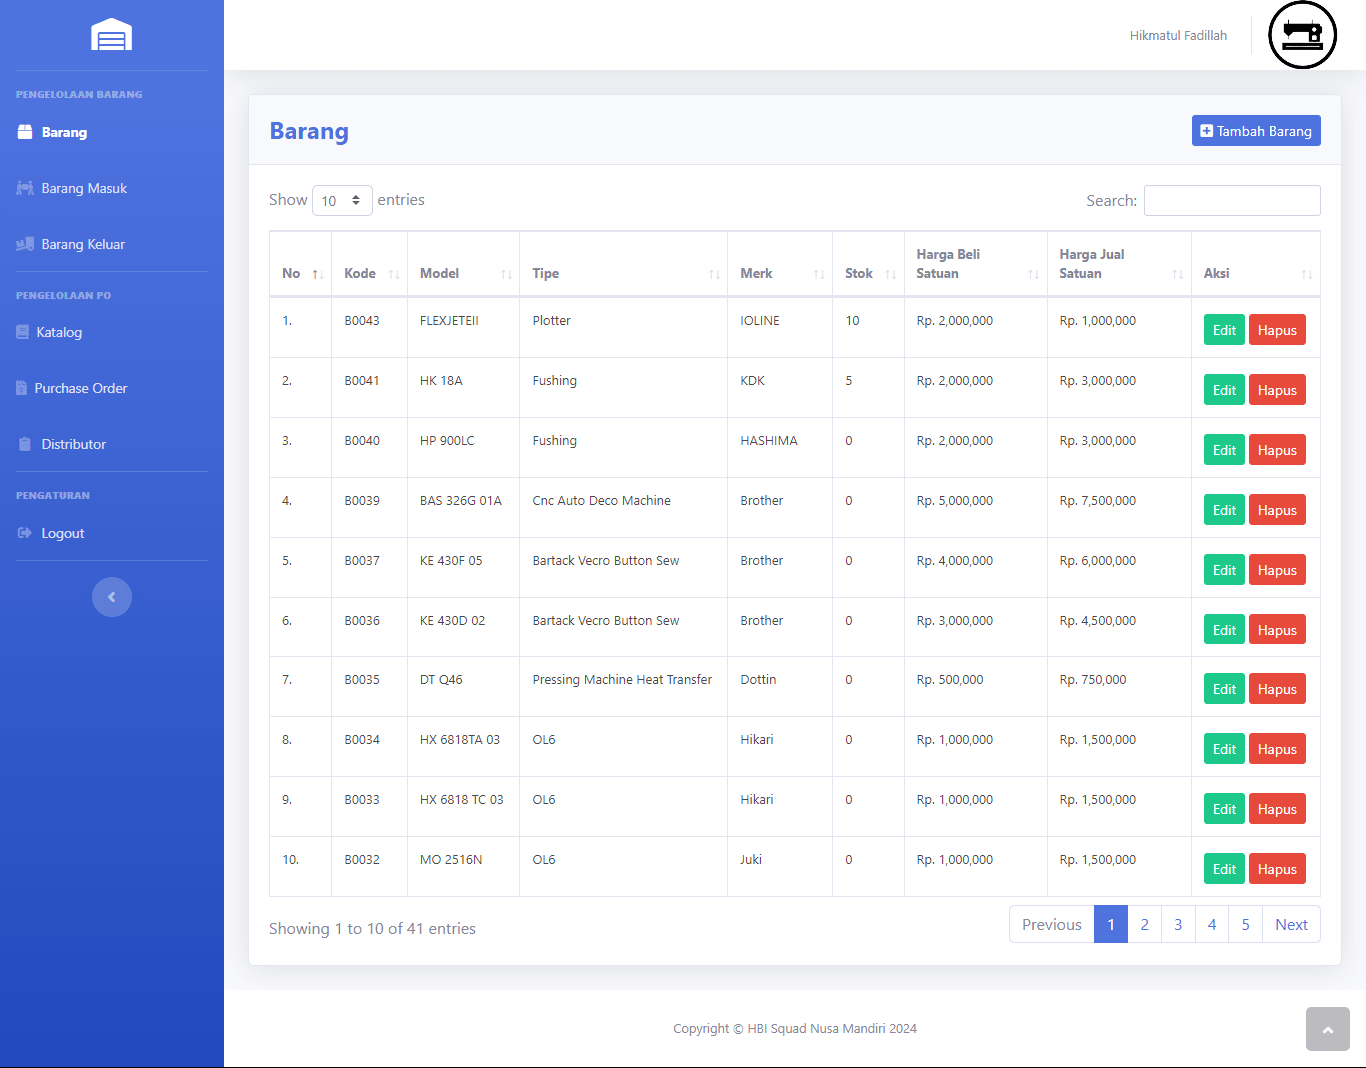 Hikmatul Fadillah
PENGELOLAAN BARANG
Barang
Barang Masuk
Barang Keluar
PENGELOLAAN PO
Katalog
Purchase Order
Distributor
PENGATURAN
Logout
Barang
Tambah Barang
Show 10 entries
Search:
No Kode Model Tipe Merk Stok Harga Beli Satuan Harga Jual Satuan Aksi
1. B0043 FLEXJETEII Plotter IOLINE 10 Rp. 2,000,000 Rp. 1,000,000 Edit Hapus
2. B0041 HK 18A Fushing KDK 5 Rp. 2,000,000 Rp. 3,000,000 Edit Hapus
3. B0040 HP 900LC Fushing HASHIMA 0 Rp. 2,000,000 Rp. 3,000,000 Edit Hapus
4. B0039 BAS 326G 01A Cnc Auto Deco Machine Brother 0 Rp. 5,000,000 Rp. 7,500,000 Edit Hapus
5. B0037 KE 430F 05 Bartack Vecro Button Sew Brother 0 Rp. 4,000,000 Rp. 6,000,000 Edit Hapus
6. B0036 KE 430D 02 Bartack Vecro Button Sew Brother 0 Rp. 3,000,000 Rp. 4,500,000 Edit Hapus
7. B0035 DT Q46 Pressing Machine Heat Transfer Dottin 0 Rp. 500,000 Rp. 750,000 Edit Hapus
8. B0034 HX 6818TA 03 OL6 Hikari 0 Rp. 1,000,000 Rp. 1,500,000 Edit Hapus
9. B0033 HX 6818 TC 03 OL6 Hikari 0 Rp. 1,000,000 Rp. 1,500,000 Edit Hapus
10. B0032 MO 2516N OL6 Juki 0 Rp. 1,000,000 Rp. 1,500,000 Edit Hapus
Showing 1 to 10 of 41 entries
Previous 1 2 3 4 5 Next
Copyright © HBI Squad Nusa Mandiri 2024